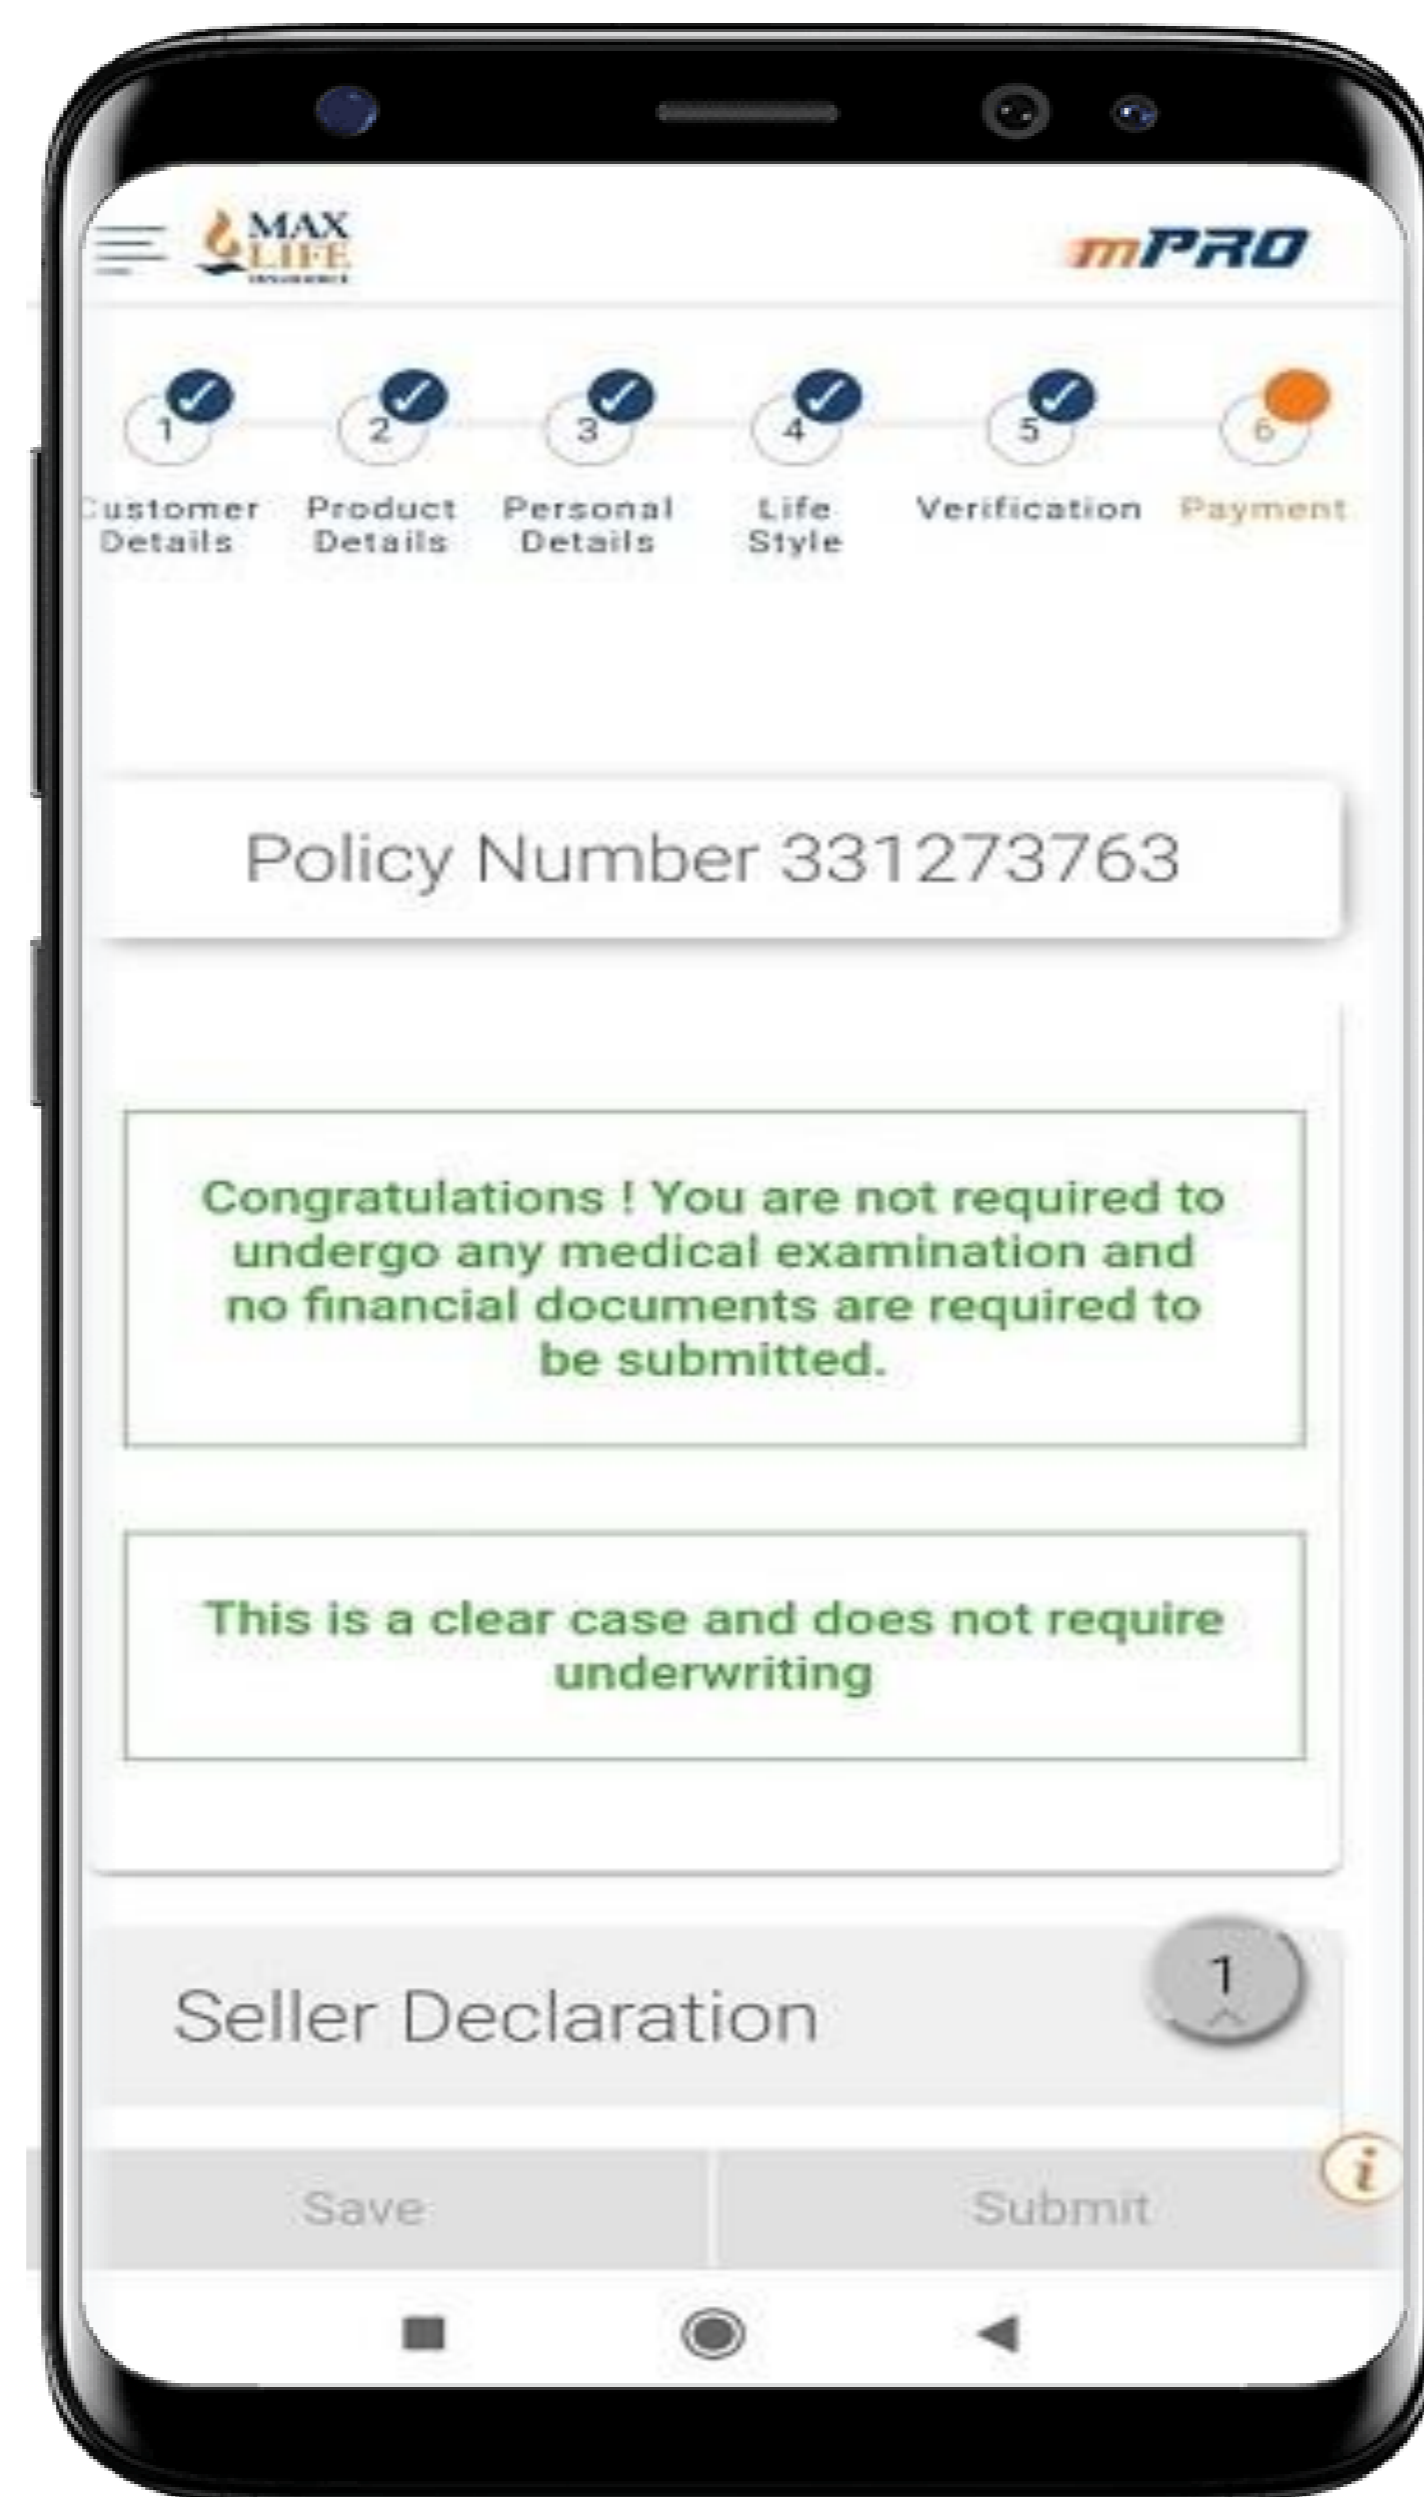 MAX
LIFE
INSURANCE
mPRO
1
2
3
4
5
6
Customer
Details
Product
Details
Personal
Details
Life
Style
Verification
Payment
Policy Number 331273763
Congratulations ! You are not required to
undergo any medical examination and
no financial documents are required to
be submitted.
This is a clear case and does not require
underwriting
Seller Declaration
1
Save
Submit
i